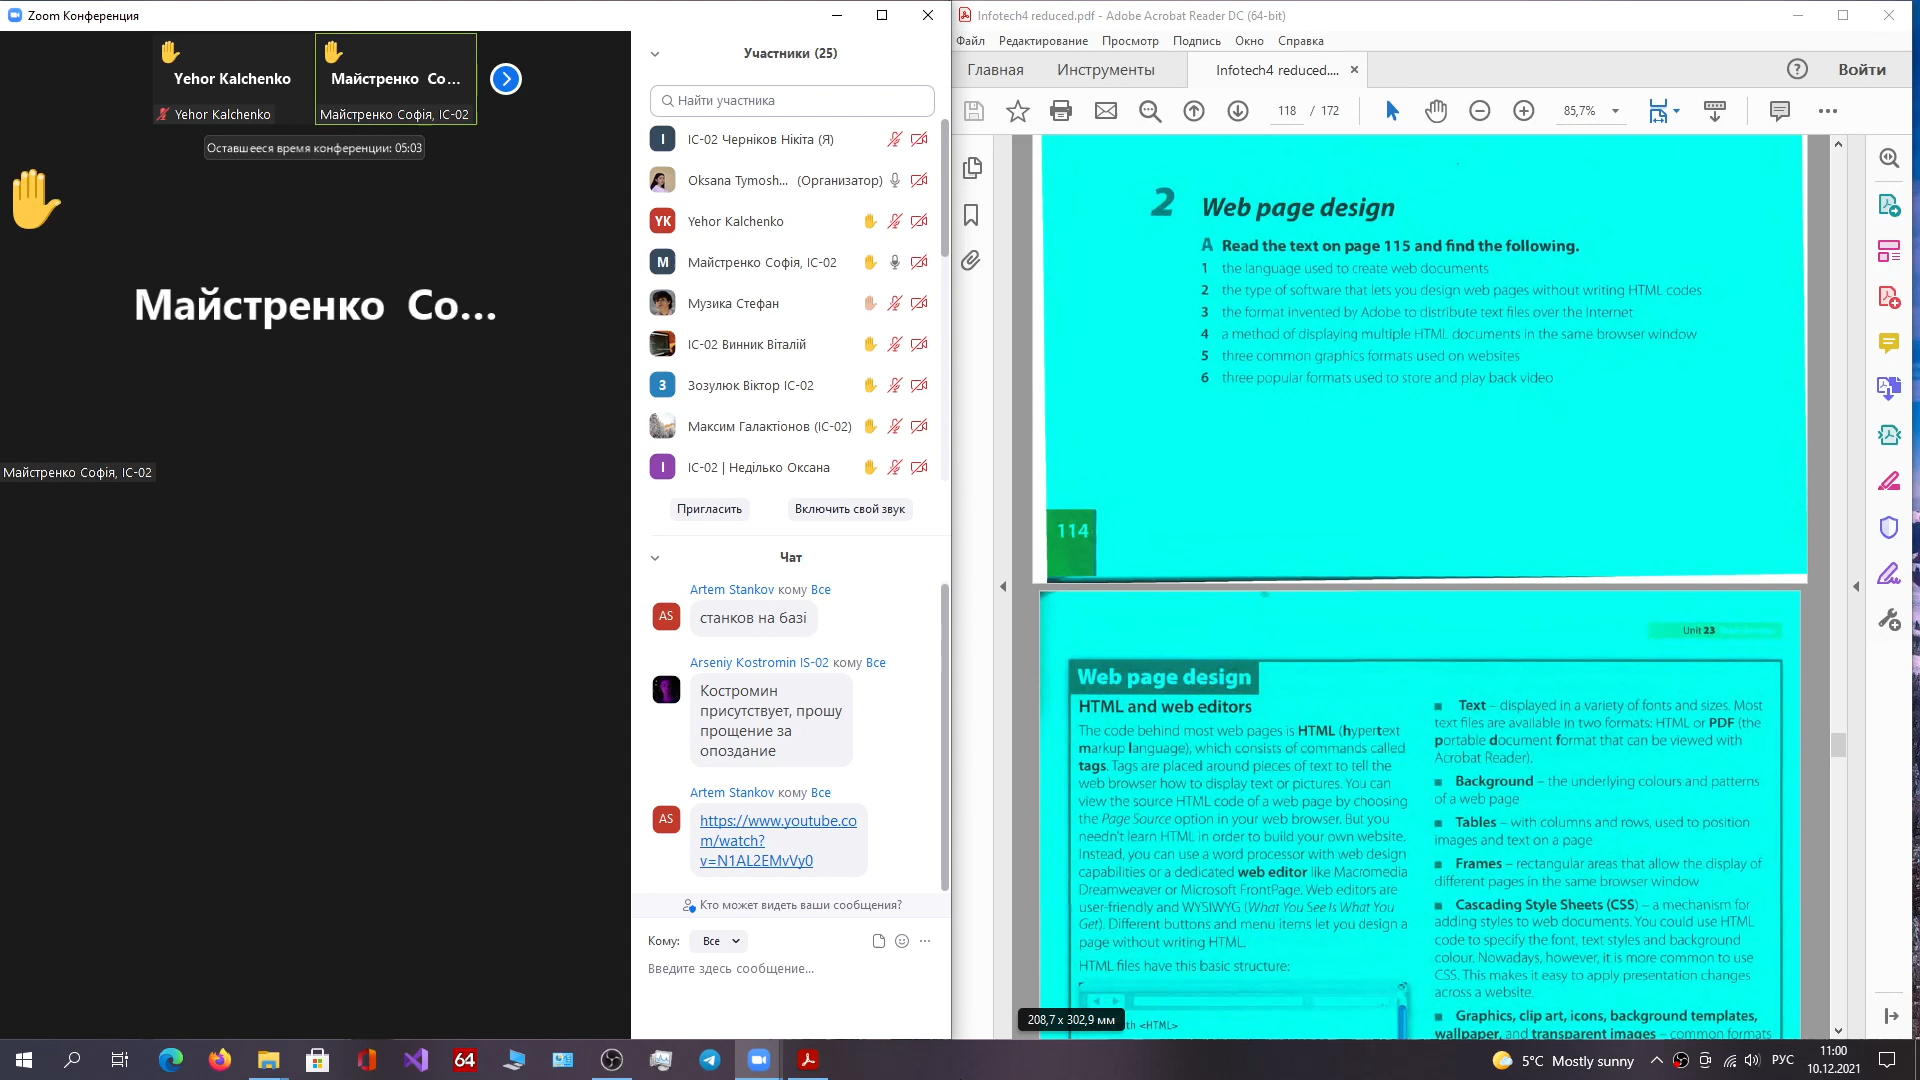 Zoom Конференция
Yehor Kalchenko
Yehor Kalchenko
Майстренко Со...
Майстренко Софія, ІС-02
Оставшееся время конференции: 05:03
Майстренко Со...
Майстренко Софія, ІС-02
Участники (25)
Найти участника
I
ІС-02 Черніков Нікіта (Я)
Oksana Tymosh... (Организатор)
YK
Yehor Kalchenko
М
Майстренко Софія, ІС-02
Музика Стефан
ІС-02 Винник Віталій
З
Зозулюк Віктор ІС-02
Максим Галактіонов (ІС-02)
I
ІС-02 | Неділько Оксана
Пригласить
Включить свой звук
Чат
Artem Stankov кому Все
AS
станков на базі
Arseniy Kostromin IS-02 кому Все
Костромин
присутствует, прошу
прощение за
опоздание
Artem Stankov кому Все
AS
https://www.youtube.co
m/watch?
v=N1AL2EMvVy0
Кто может видеть ваши сообщения?
Кому: Все
Введите здесь сообщение...
Infotech4 reduced.pdf - Adobe Acrobat Reader DC (64-bit)
Файл Редактирование Просмотр Подпись Окно Справка
Главная Инструменты Infotech4 reduced.... Войти
118 / 172 85,7%
2 Web page design
A Read the text on page 115 and find the following.
1 the language used to create web documents
2 the type of software that lets you design web pages without writing HTML codes
3 the format invented by Adobe to distribute text files over the Internet
4 a method of displaying multiple HTML documents in the same browser window
5 three common graphics formats used on websites
6 three popular formats used to store and play back video
114
Unit 23
Web page design
HTML and web editors
The code behind most web pages is HTML (hypertext
markup language), which consists of commands called
tags. Tags are placed around pieces of text to tell the
web browser how to display text or pictures. You can
view the source HTML code of a web page by choosing
the Page Source option in your web browser. But you
needn't learn HTML in order to build your own website.
Instead, you can use a word processor with web design
capabilities or a dedicated web editor like Macromedia
Dreamweaver or Microsoft FrontPage. Web editors are
user-friendly and WYSIWYG (What You See Is What You
Get). Different buttons and menu items let you design a
page without writing HTML.
HTML files have this basic structure:
th <HTML>
208,7 x 302,9 мм
Text – displayed in a variety of fonts and sizes. Most
text files are available in two formats: HTML or PDF (the
portable document format that can be viewed with
Acrobat Reader).
Background – the underlying colours and patterns
of a web page
Tables – with columns and rows, used to position
images and text on a page
Frames – rectangular areas that allow the display of
different pages in the same browser window
Cascading Style Sheets (CSS) – a mechanism for
adding styles to web documents. You could use HTML
code to specify the font, text styles and background
colour. Nowadays, however, it is more common to use
CSS. This makes it easy to apply presentation changes
across a website.
Graphics, clip art, icons, background templates,
wallpaper, and transparent images – common formats
64
5°C Mostly sunny
РУС
11:00
10.12.2021